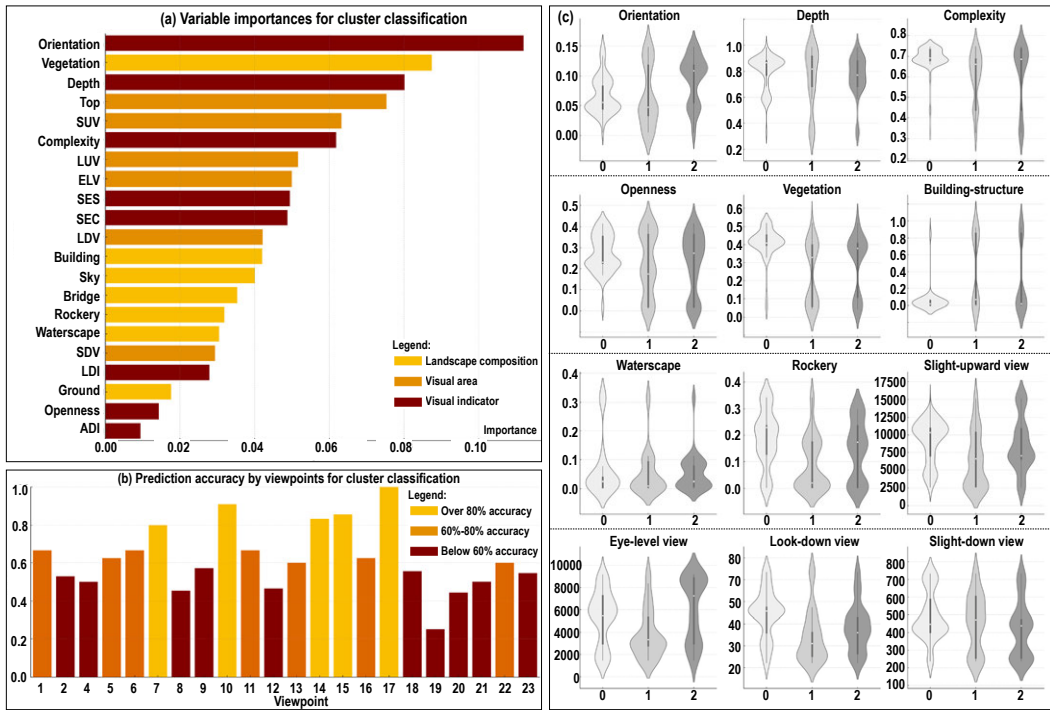 (a) Variable importances for cluster classification
Orientation
Vegetation
Depth
Top
SUV
Complexity
LUV
ELV
SES
SEC
LDV
Building
Sky
Bridge
Rockery
Waterscape
SDV
LDI
Ground
Openness
ADI
Legend:
Landscape composition
Visual area
Visual indicator
Importance
0.00 0.02 0.04 0.06 0.08 0.10
(b) Prediction accuracy by viewpoints for cluster classification
Legend:
Over 80% accuracy
60%-80% accuracy
Below 60% accuracy
1.0
0.8
0.6
0.4
0.2
0.0
1 2 4 5 6 7 8 9 10 11 12 13 14 15 16 17 18 19 20 21 22 23
Viewpoint
(c)
Orientation
0.15
0.10
0.05
0.00
0 1 2
Depth
1.0
0.8
0.6
0.4
0.2
0 1 2
Complexity
0.8
0.7
0.6
0.5
0.4
0.3
0.2
0 1 2
Openness
0.5
0.4
0.3
0.2
0.1
0.0
0 1 2
Vegetation
0.6
0.5
0.4
0.3
0.2
0.1
0.0
0 1 2
Building-structure
1.0
0.8
0.6
0.4
0.2
0.0
0 1 2
Waterscape
0.4
0.3
0.2
0.1
0.0
0 1 2
Rockery
0.4
0.3
0.2
0.1
0.0
0 1 2
Slight-upward view
17500
15000
12500
10000
7500
5000
2500
0
0 1 2
Eye-level view
10000
8000
6000
4000
2000
0
0 1 2
Look-down view
80
70
60
50
40
30
20
0 1 2
Slight-down view
800
700
600
500
400
300
200
100
0 1 2